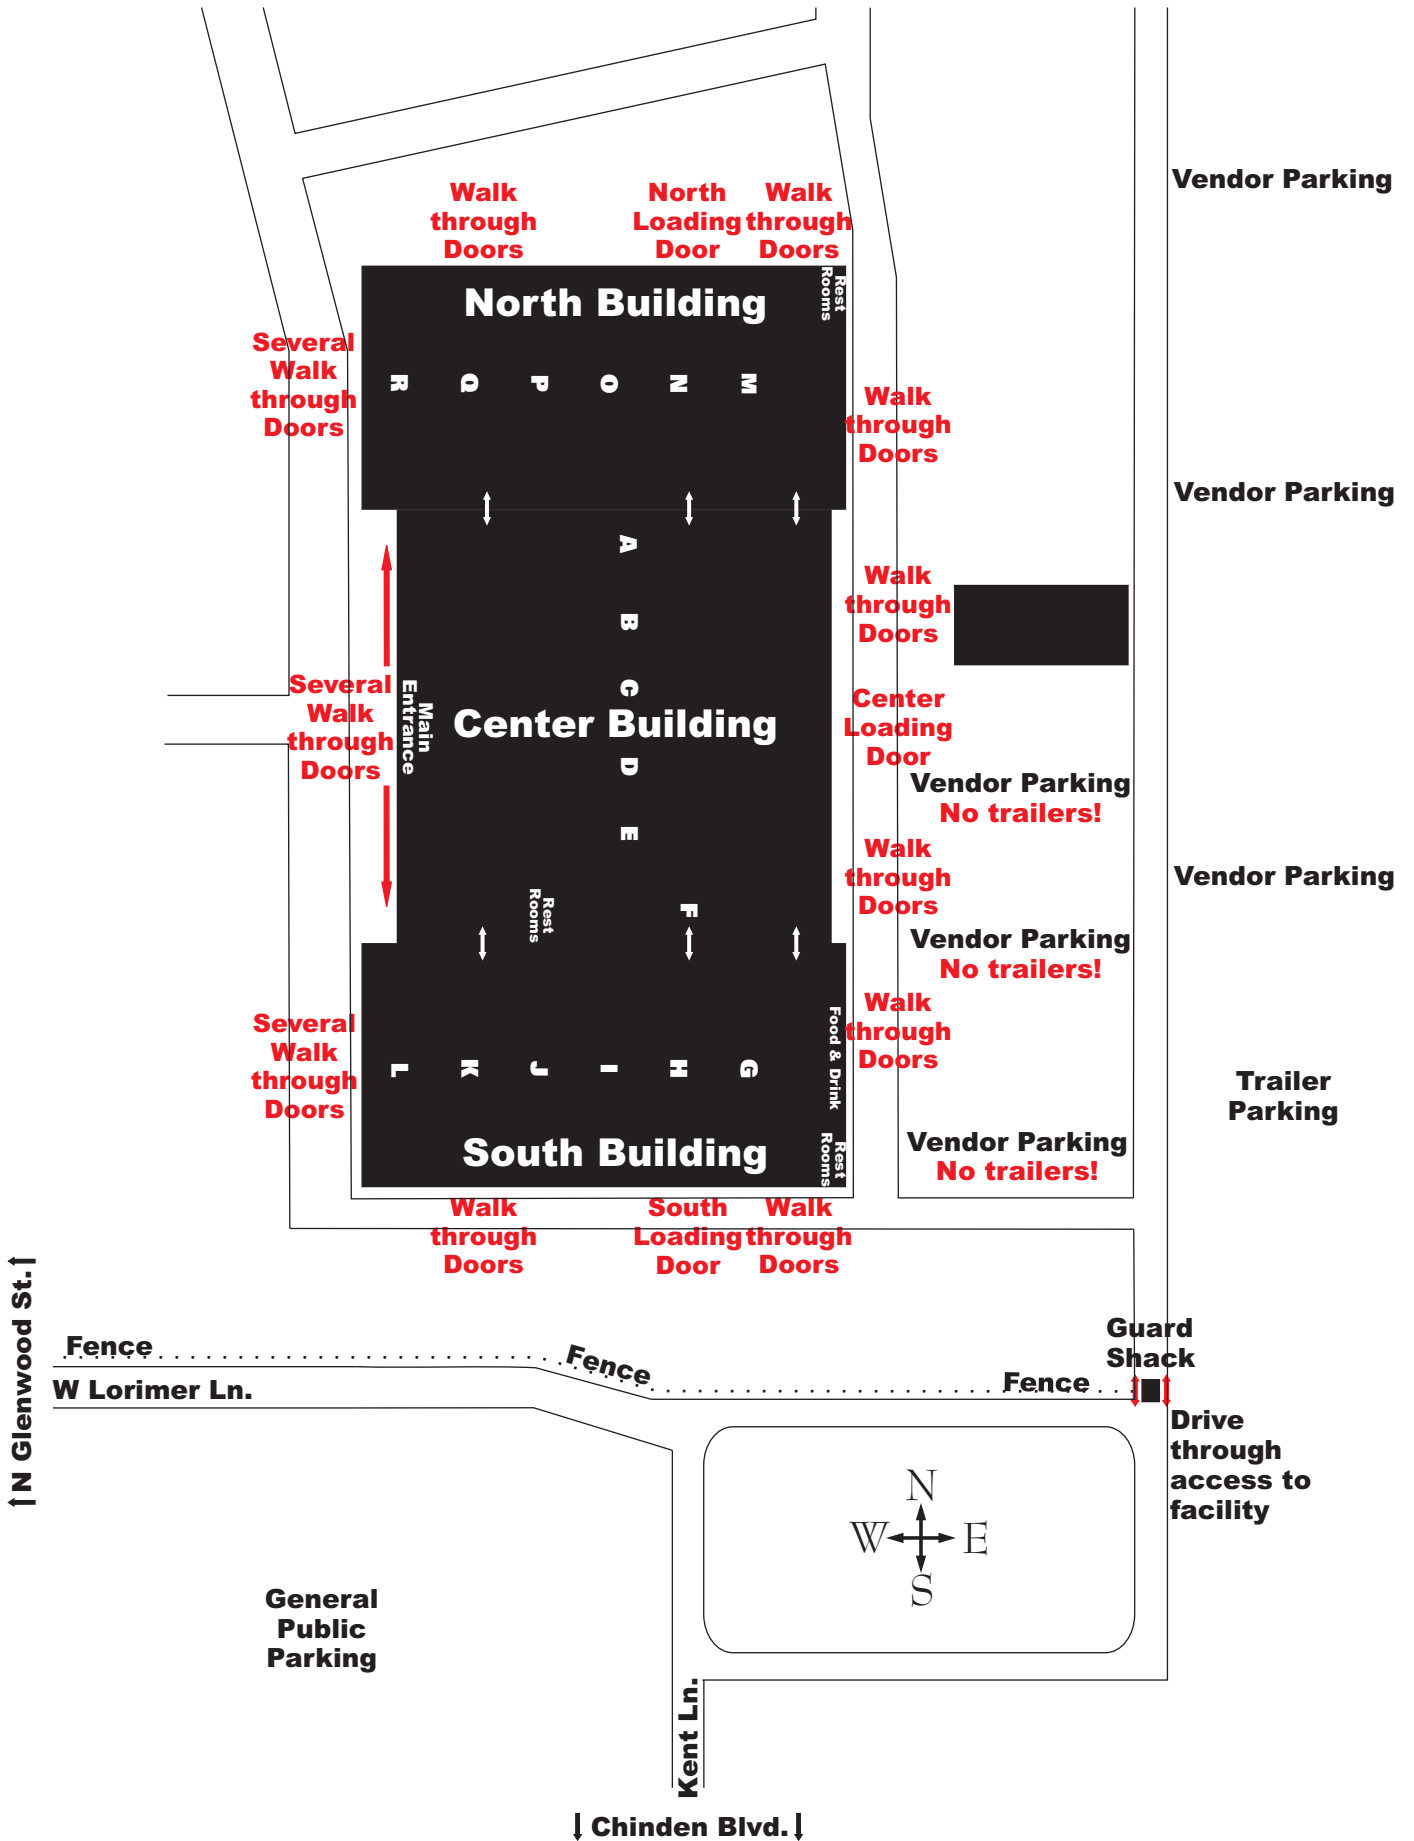 Vendor Parking
Walk
through
Doors
North
Loading
Door
Walk
through
Doors
North Building
Rest
Rooms
Several
Walk
through
Doors
R Q P O N M
Walk
through
Doors
Vendor Parking
A
B
C
D
E
F
Walk
through
Doors
Several
Walk
through
Doors
Main
Entrance
Center Building
Center
Loading
Door
Vendor Parking
No trailers!
Walk
through
Doors
Vendor Parking
Rest
Rooms
Vendor Parking
No trailers!
Several
Walk
through
Doors
L K J I H G
Food & Drink
Walk
through
Doors
Trailer
Parking
South Building
Rest
Rooms
Vendor Parking
No trailers!
Walk
through
Doors
South
Loading
Door
Walk
through
Doors
N Glenwood St.
Fence
Fence
Fence
W Lorimer Ln.
Guard
Shack
Drive
through
access to
facility
N
W E
S
General
Public
Parking
Kent Ln.
Chinden Blvd.